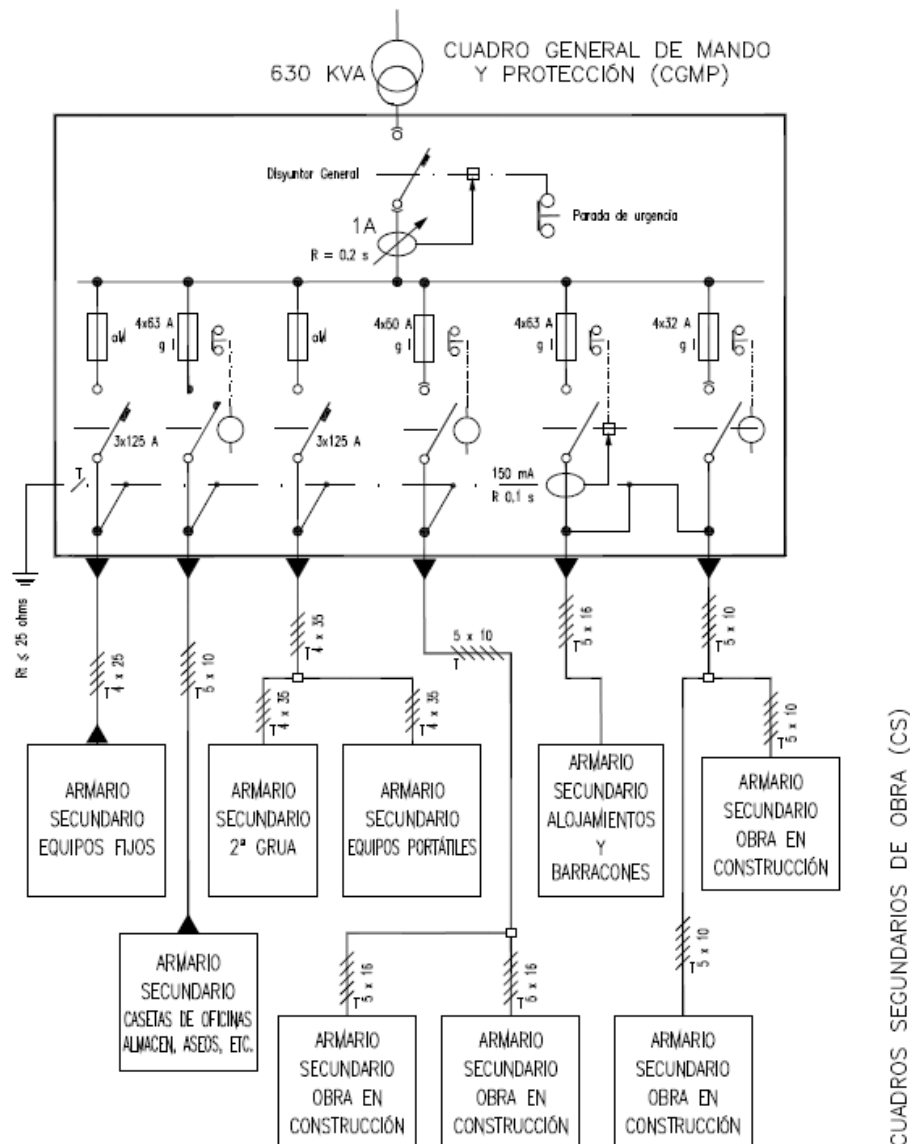 630 KVA
CUADRO GENERAL DE MANDO
Y PROTECCIÓN (CGMP)
Disyuntor General
Parada de urgencia
1A
R = 0.2 s
aM
4x63 A
g I
aM
4x50 A
g I
4x63 A
g I
4x32 A
g I
3x125 A
3x125 A
T
150 mA
R 0,1 s
Rt ≤ 25 ohms
T 4 x 25
T 5 x 10
T 4 x 35
5 x 10
T
T 5 x 16
T 5 x 10
T 4 x 35
T 4 x 35
T 5 x 10
ARMARIO
SECUNDARIO
EQUIPOS FIJOS
ARMARIO
SECUNDARIO
2ª GRUA
ARMARIO
SECUNDARIO
EQUIPOS PORTÁTILES
ARMARIO
SECUNDARIO
ALOJAMIENTOS
Y
BARRACONES
ARMARIO
SECUNDARIO
OBRA EN
CONSTRUCCIÓN
ARMARIO
SECUNDARIO
CASETAS DE OFICINAS
ALMACEN, ASEOS, ETC.
T 5 x 16
T 5 x 16
T 5 x 10
ARMARIO
SECUNDARIO
OBRA EN
CONSTRUCCIÓN
ARMARIO
SECUNDARIO
OBRA EN
CONSTRUCCIÓN
ARMARIO
SECUNDARIO
OBRA EN
CONSTRUCCIÓN
CUADROS SEGUNDARIOS DE OBRA (CS)